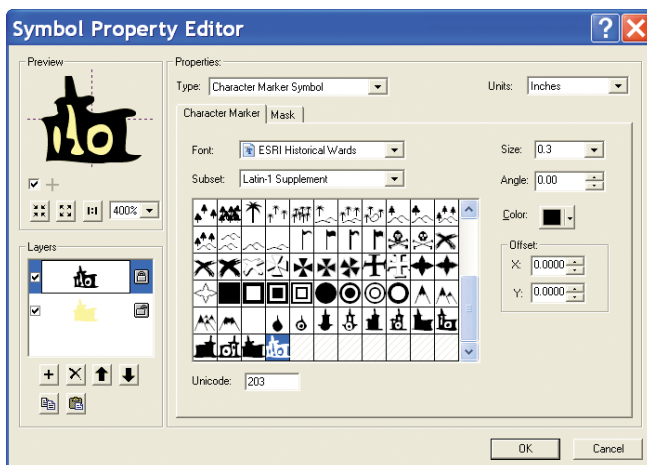 Symbol Property Editor
Preview
Properties:
Type: Character Marker Symbol
Units: Inches
Character Marker
Mask
Font: ESRI Historical Wards
Size: 0.3
Subset: Latin-1 Supplement
Angle: 0.00
1:1
400%
Color:
Layers
Offset:
X: 0.0000
Y: 0.0000
Unicode: 203
OK
Cancel